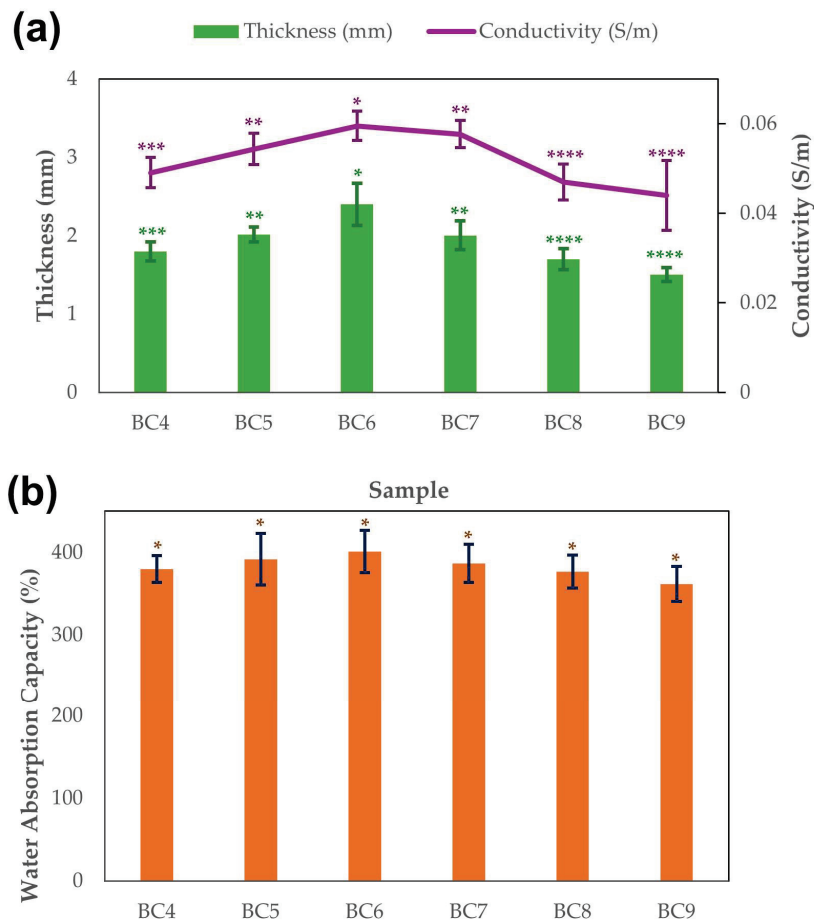 (a)
Thickness (mm) Conductivity (S/m)
4
3
2
1
0
Thickness (mm)
0.06
0.04
0.02
0
Conductivity (S/m)
*** ** * ** **** ****
*** ** * ** **** ****
BC4 BC5 BC6 BC7 BC8 BC9
Sample
(b)
400
300
200
100
0
Water Absorption Capacity (%)
* * * * * *
BC4 BC5 BC6 BC7 BC8 BC9